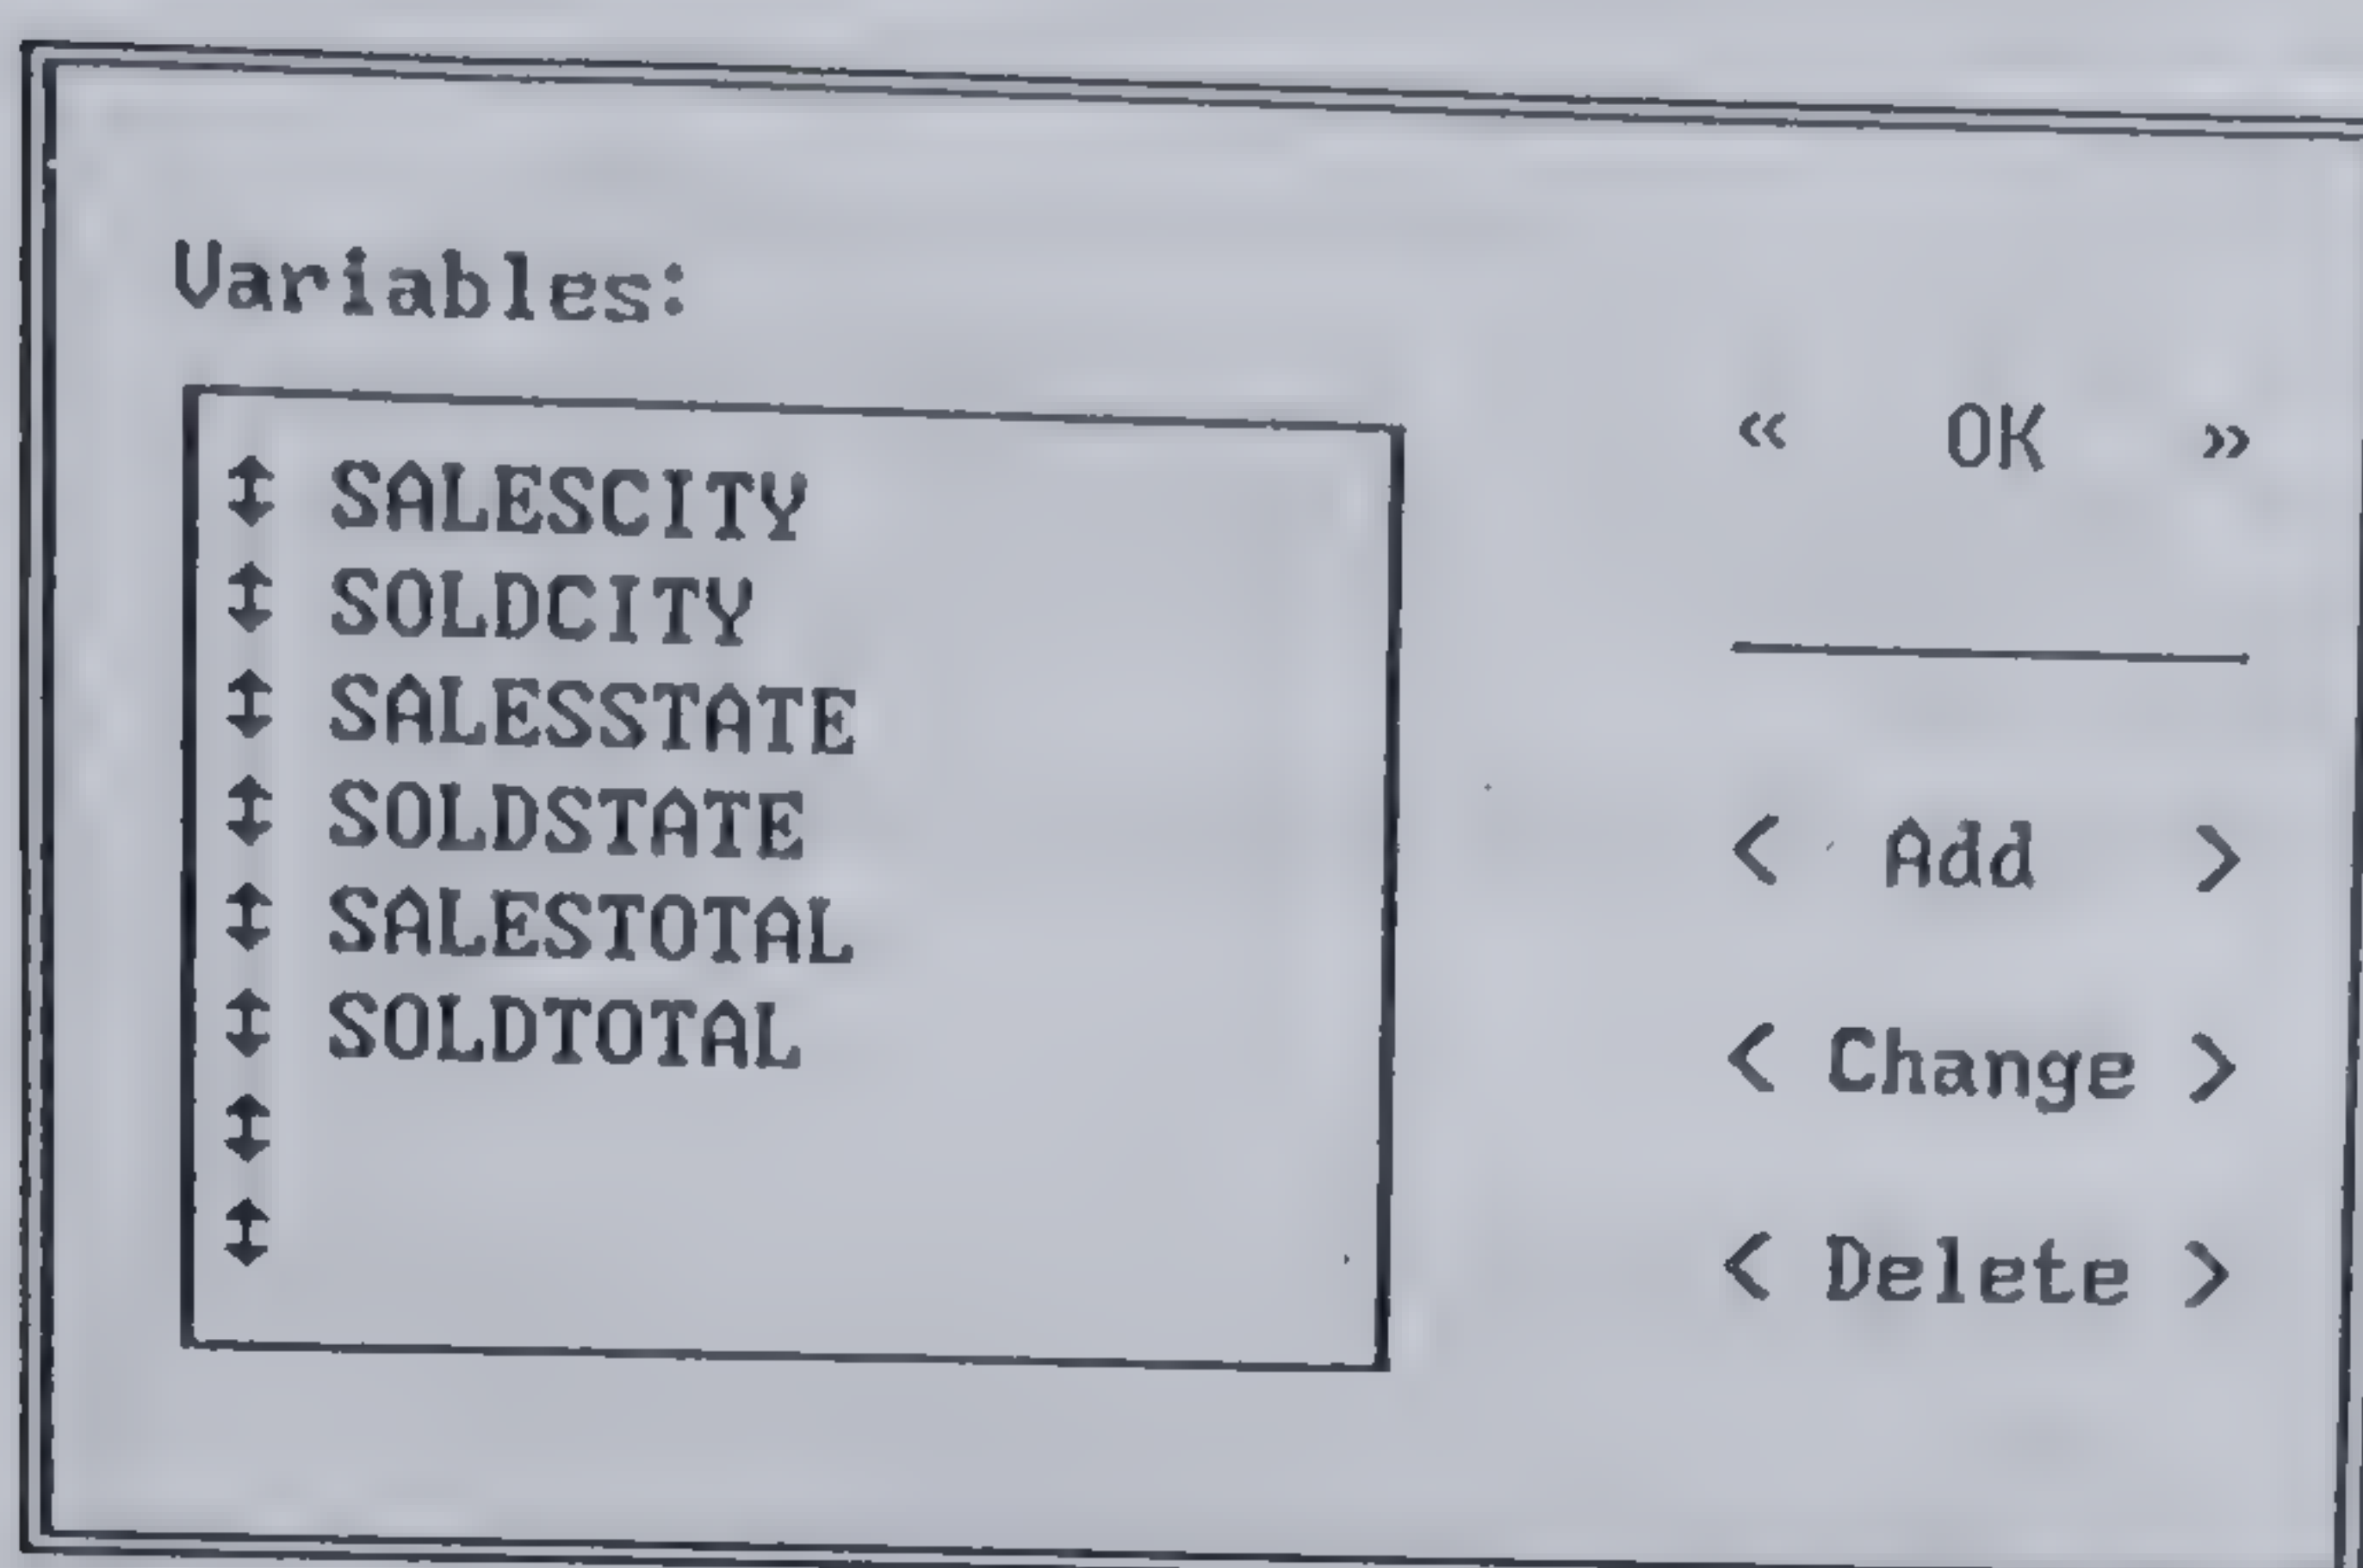 Variables:
↕ SALESCITY
↕ SOLDCITY
↕ SALESSTATE
↕ SOLDSTATE
↕ SALESTOTAL
↕ SOLDTOTAL
↕
↕
« OK »
< Add >
< Change >
< Delete >